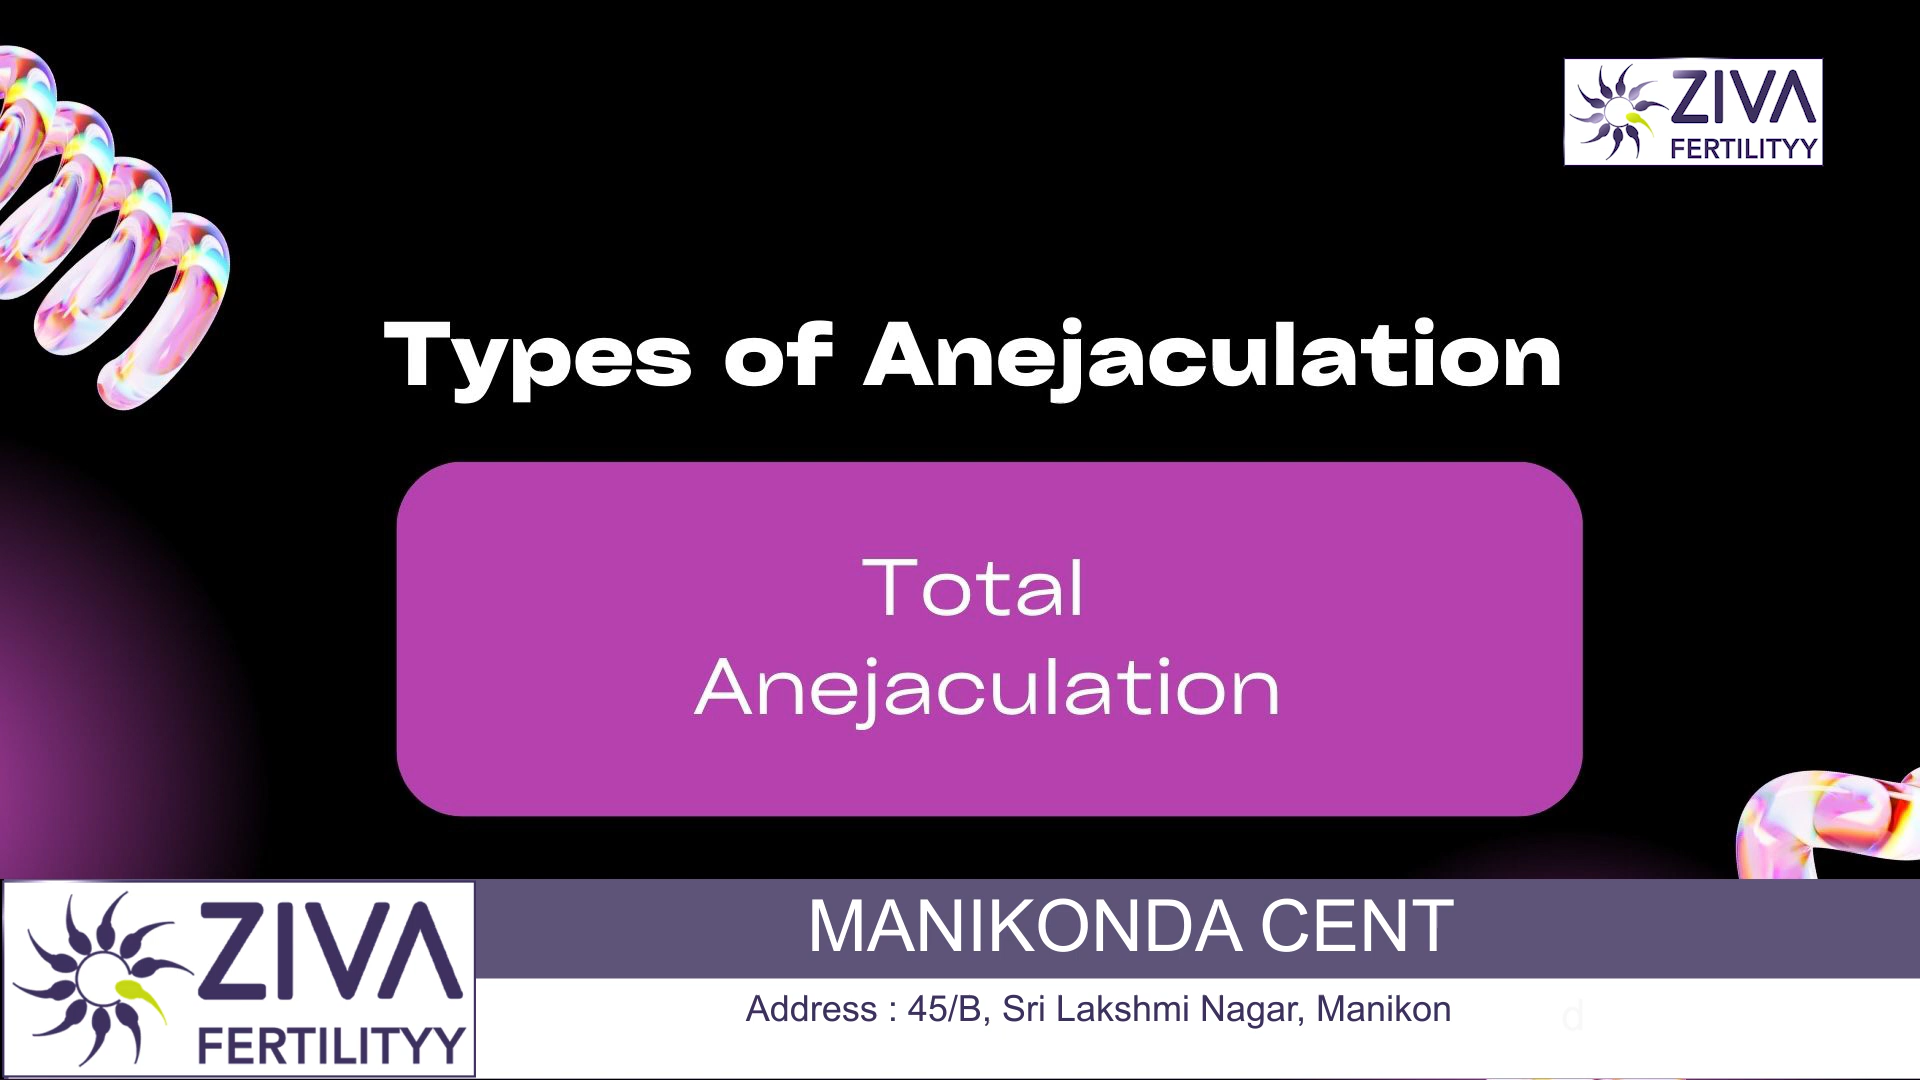 ZIVA
FERTILITYY
Types of Anejaculation
Total
Anejaculation
ZIVA
FERTILITYY
MANIKONDA CENT
Address : 45/B, Sri Lakshmi Nagar, Manikon
d